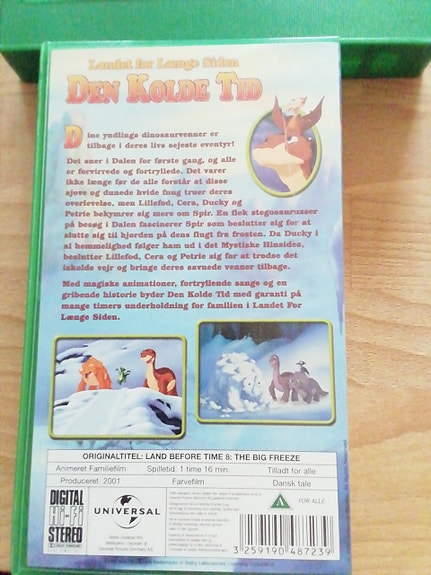 Landet for Længe Siden
DEN KOLDE TID
Dine yndlings dinosaurvenner er
tilbage i deres livs sejeste eventyr!
Det sner i Dalen for første gang, og alle
er forvirrede og fortryllede. Det varer
ikke længe før de alle forstår at disse
sjove og dunede hvide fnug truer deres
overlevelse, men Lillefod, Cera, Ducky og
Petrie bekymrer sig mere om Spir. En flok stegosaurusser
på besøg i Dalen fascinerer Spir som beslutter sig for at
slutte sig til hjorden på dens flugt fra frosten. Da Ducky i
al hemmelighed følger ham ud i det Mystiske Hinsides,
beslutter Lillefod, Cera og Petrie sig for at trodse det
iskolde vejr og bringe deres savnede venner tilbage.
Med magiske animationer, fortryllende sange og en
gribende historie byder Den Kolde Tid med garanti på
mange timers underholdning for familien i Landet For
Længe Siden.
ORIGINALTITEL: LAND BEFORE TIME 8: THE BIG FREEZE
Animeret Familiefilm Spilletid: 1 time 16 min. Tilladt for alle
Produceret: 2001 Farvefilm Dansk tale
DIGITAL
Hi-Fi
STEREO
UNIVERSAL
FOR ALLE
3 259190 487239